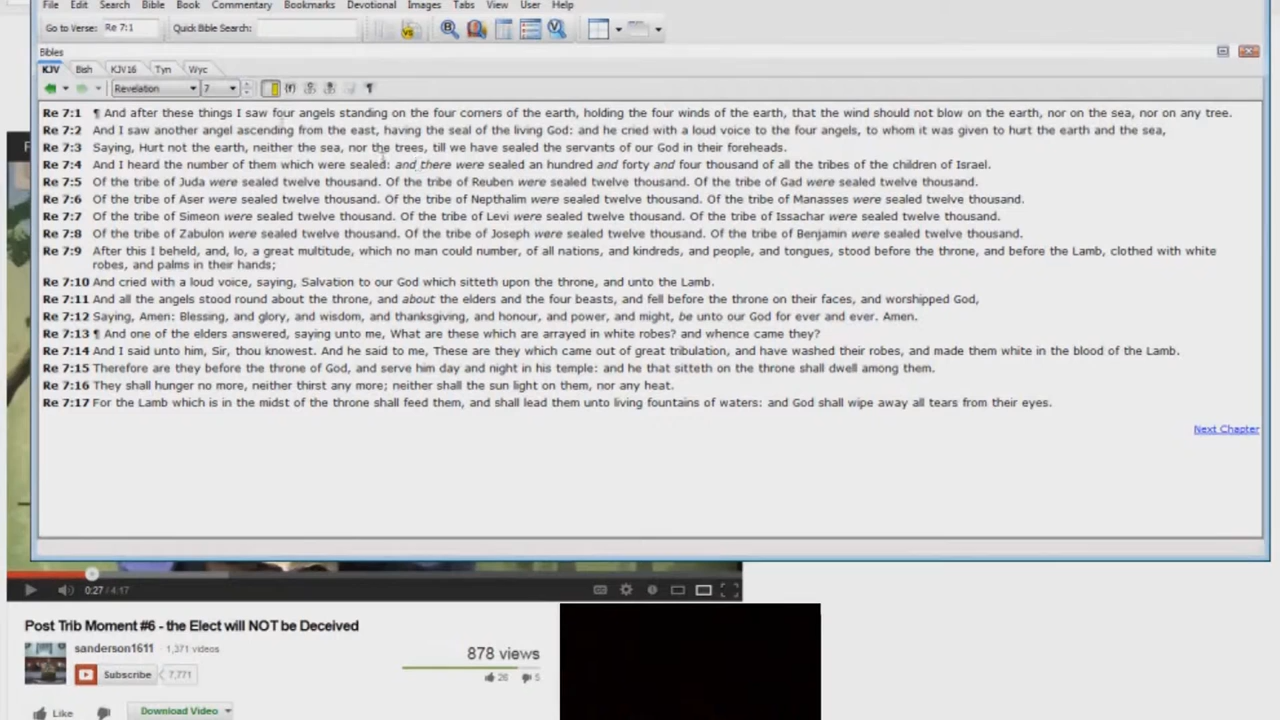 File Edit Search Bible Book Commentary Bookmarks Devotional Images Tabs View User Help
Go to Verse: Re 7:1 Quick Bible Search:
Bibles
KJV Bish KJV16 Tyn Wyc
Revelation 7
Re 7:1 ¶ And after these things I saw four angels standing on the four corners of the earth, holding the four winds of the earth, that the wind should not blow on the earth, nor on the sea, nor on any tree.
Re 7:2 And I saw another angel ascending from the east, having the seal of the living God: and he cried with a loud voice to the four angels, to whom it was given to hurt the earth and the sea,
Re 7:3 Saying, Hurt not the earth, neither the sea, nor the trees, till we have sealed the servants of our God in their foreheads.
Re 7:4 And I heard the number of them which were sealed: and there were sealed an hundred and forty and four thousand of all the tribes of the children of Israel.
Re 7:5 Of the tribe of Juda were sealed twelve thousand. Of the tribe of Reuben were sealed twelve thousand. Of the tribe of Gad were sealed twelve thousand.
Re 7:6 Of the tribe of Aser were sealed twelve thousand. Of the tribe of Nepthalim were sealed twelve thousand. Of the tribe of Manasses were sealed twelve thousand.
Re 7:7 Of the tribe of Simeon were sealed twelve thousand. Of the tribe of Levi were sealed twelve thousand. Of the tribe of Issachar were sealed twelve thousand.
Re 7:8 Of the tribe of Zabulon were sealed twelve thousand. Of the tribe of Joseph were sealed twelve thousand. Of the tribe of Benjamin were sealed twelve thousand.
Re 7:9 After this I beheld, and, lo, a great multitude, which no man could number, of all nations, and kindreds, and people, and tongues, stood before the throne, and before the Lamb, clothed with white
robes, and palms in their hands;
Re 7:10 And cried with a loud voice, saying, Salvation to our God which sitteth upon the throne, and unto the Lamb.
Re 7:11 And all the angels stood round about the throne, and about the elders and the four beasts, and fell before the throne on their faces, and worshipped God,
Re 7:12 Saying, Amen: Blessing, and glory, and wisdom, and thanksgiving, and honour, and power, and might, be unto our God for ever and ever. Amen.
Re 7:13 ¶ And one of the elders answered, saying unto me, What are these which are arrayed in white robes? and whence came they?
Re 7:14 And I said unto him, Sir, thou knowest. And he said to me, These are they which came out of great tribulation, and have washed their robes, and made them white in the blood of the Lamb.
Re 7:15 Therefore are they before the throne of God, and serve him day and night in his temple: and he that sitteth on the throne shall dwell among them.
Re 7:16 They shall hunger no more, neither thirst any more; neither shall the sun light on them, nor any heat.
Re 7:17 For the Lamb which is in the midst of the throne shall feed them, and shall lead them unto living fountains of waters: and God shall wipe away all tears from their eyes.
Next Chapter
0:27 / 4:17
Post Trib Moment #6 - the Elect will NOT be Deceived
sanderson1611 · 1,371 videos
878 views
Subscribe 7,771
26 5
Like Download Video